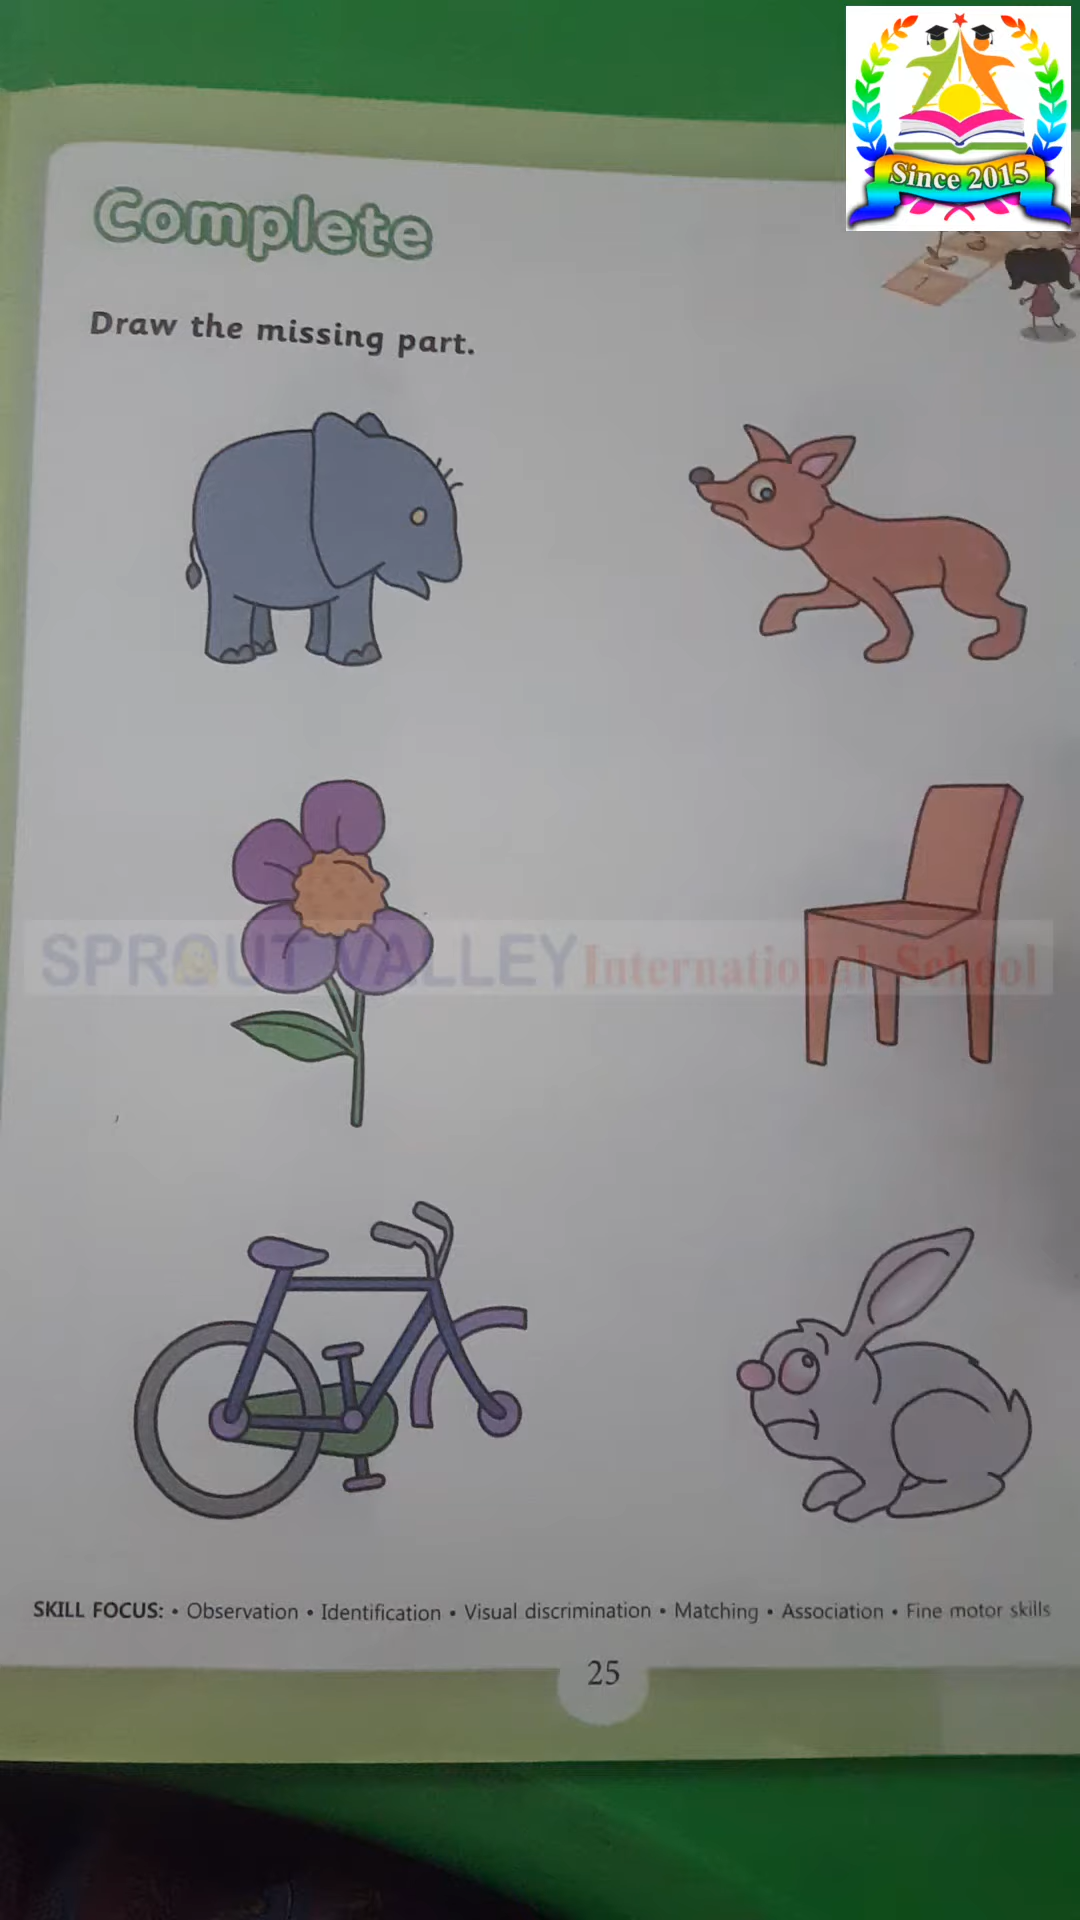 Since 2015
Complete
1
Draw the missing part.
SPROUT VALLEY International School
SKILL FOCUS: • Observation • Identification • Visual discrimination • Matching • Association • Fine motor skills
25